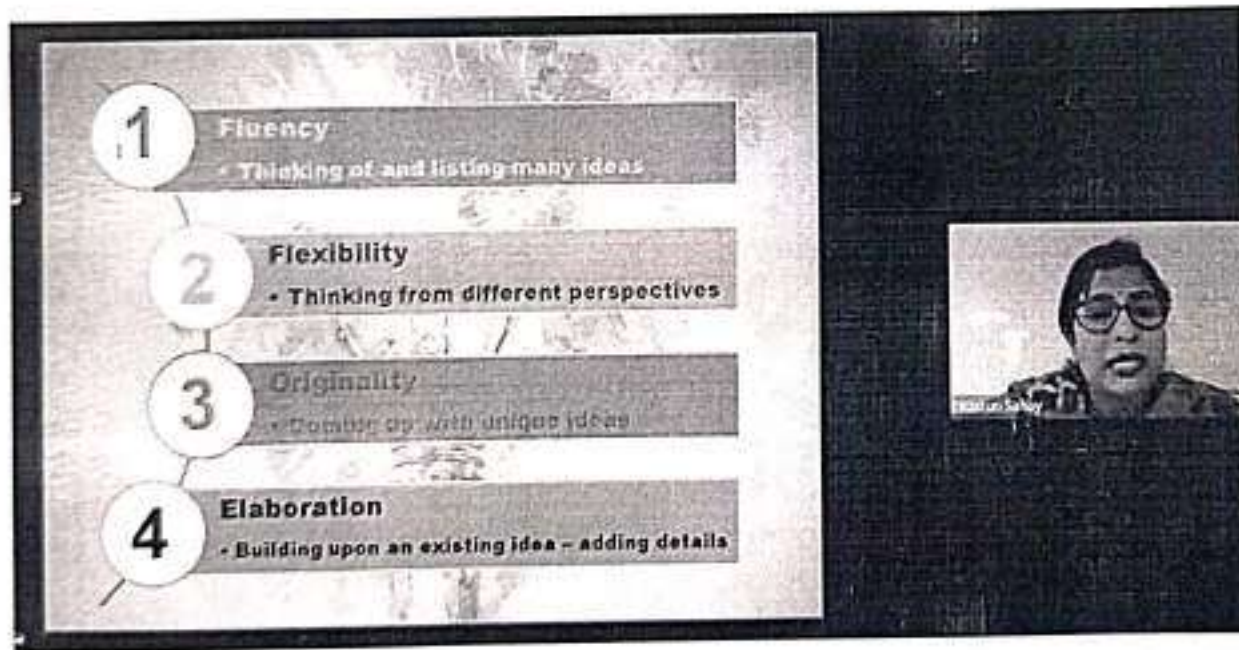 1
Fluency
• Thinking of and listing many ideas
2
Flexibility
• Thinking from different perspectives
3
Originality
• Coming up with unique ideas
4
Elaboration
• Building upon an existing idea – adding details